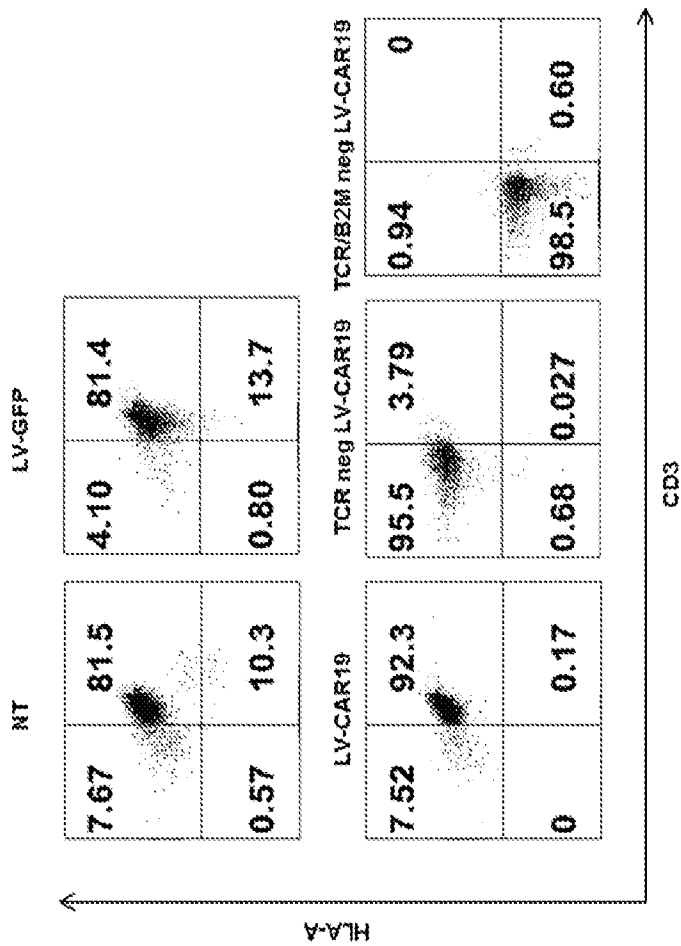 NT
LV-GFP
7.67 81.5
4.10 81.4
0.57 10.3
0.80 13.7
LV-CAR19
TCR neg LV-CAR19
TCR/B2M neg LV-CAR19
7.52 92.3
95.5 3.79
0.94 0
0 0.17
0.68 0.027
98.5 0.60
HLA-A
CD3